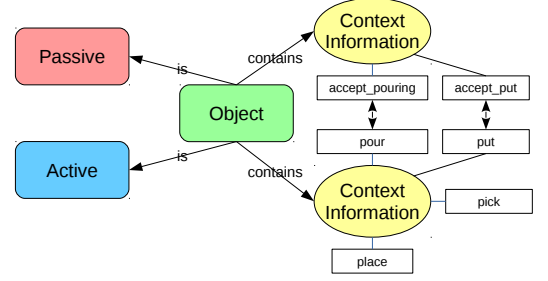 Context
Information
Passive
is
contains
accept_pouring
accept_put
Object
pour
put
Active
is
contains
Context
Information
pick
place